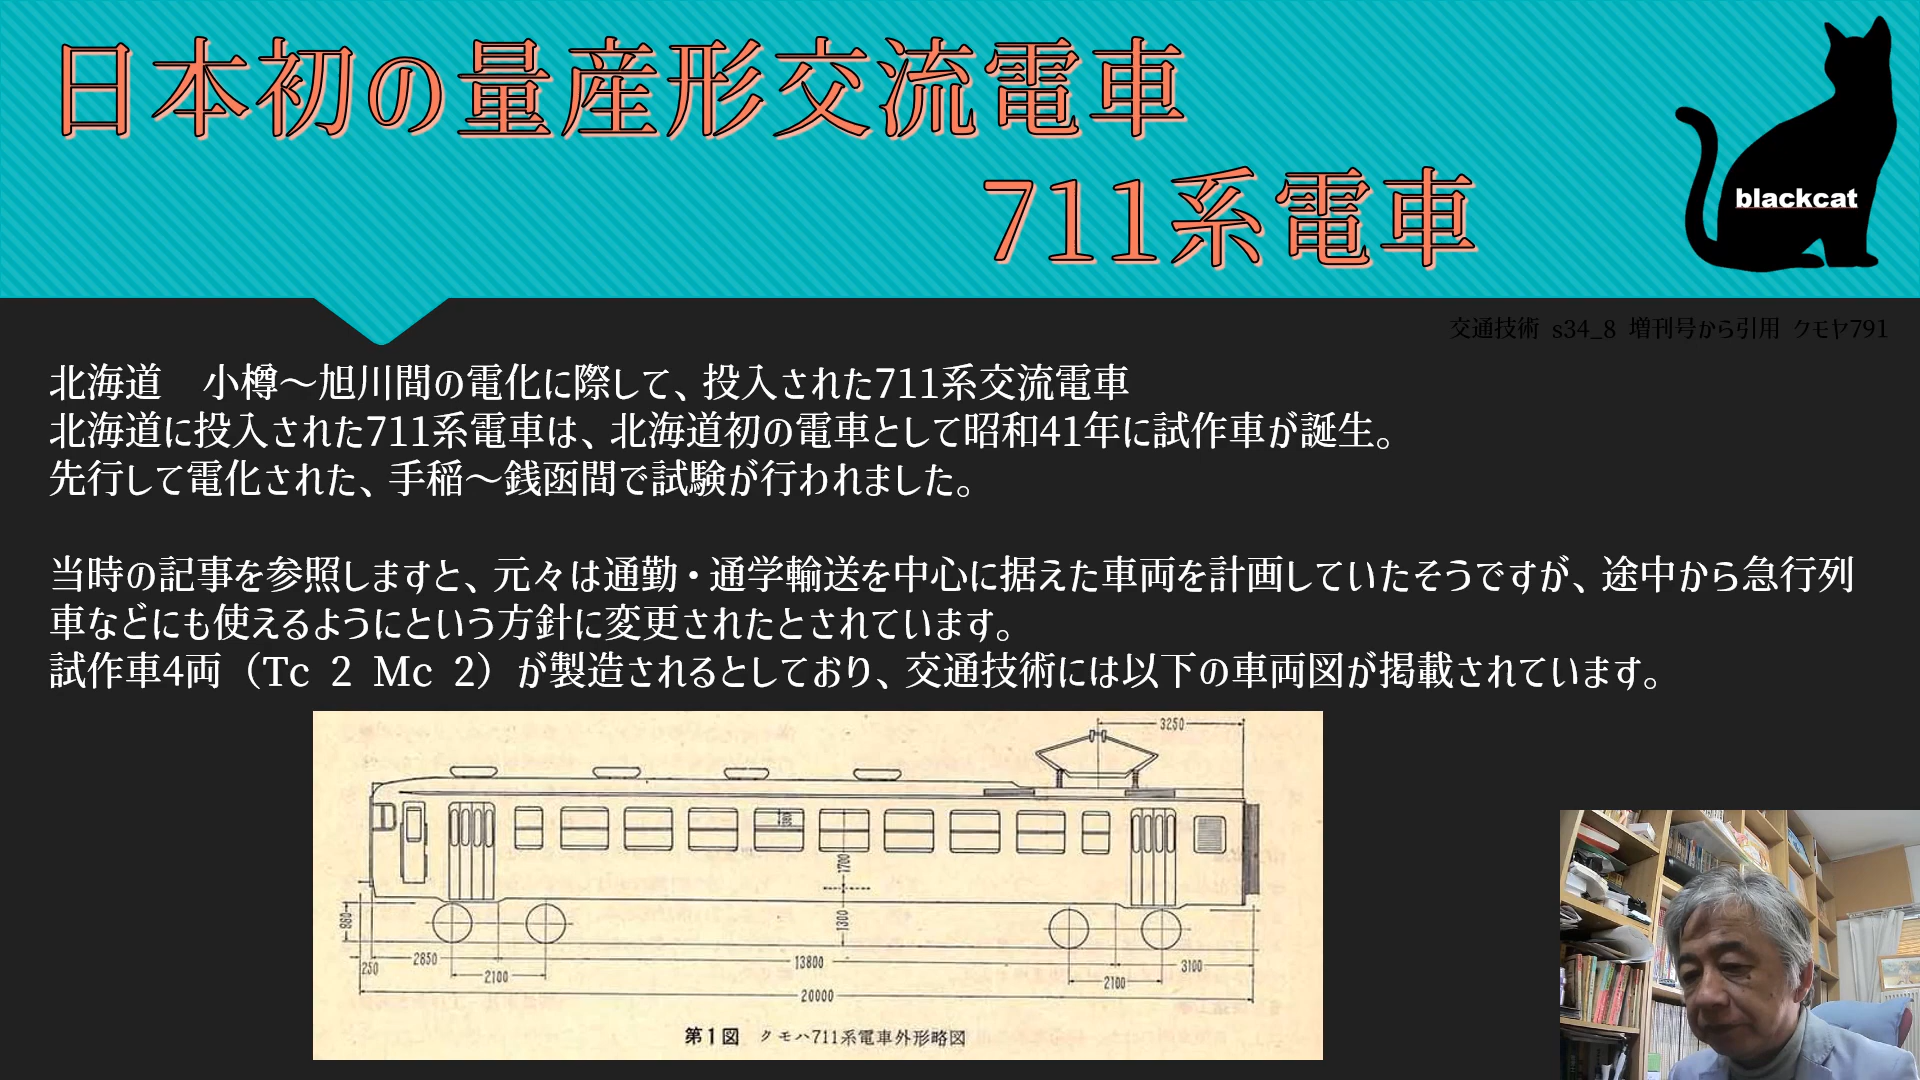 日本初の量産形交流電車
711系電車
blackcat
交通技術 s34_8 増刊号から引用 クモヤ791
北海道　小樽～旭川間の電化に際して、投入された711系交流電車
北海道に投入された711系電車は、北海道初の電車として昭和41年に試作車が誕生。
先行して電化された、手稲～銭函間で試験が行われました。
当時の記事を参照しますと、元々は通勤・通学輸送を中心に据えた車両を計画していたそうですが、途中から急行列
車などにも使えるようにという方針に変更されたとされています。
試作車4両（Tc 2 Mc 2）が製造されるとしており、交通技術には以下の車両図が掲載されています。
3250
1700
1300
880
250
2850
2100
13800
2100
3100
20000
第1図　クモハ711系電車外形略図